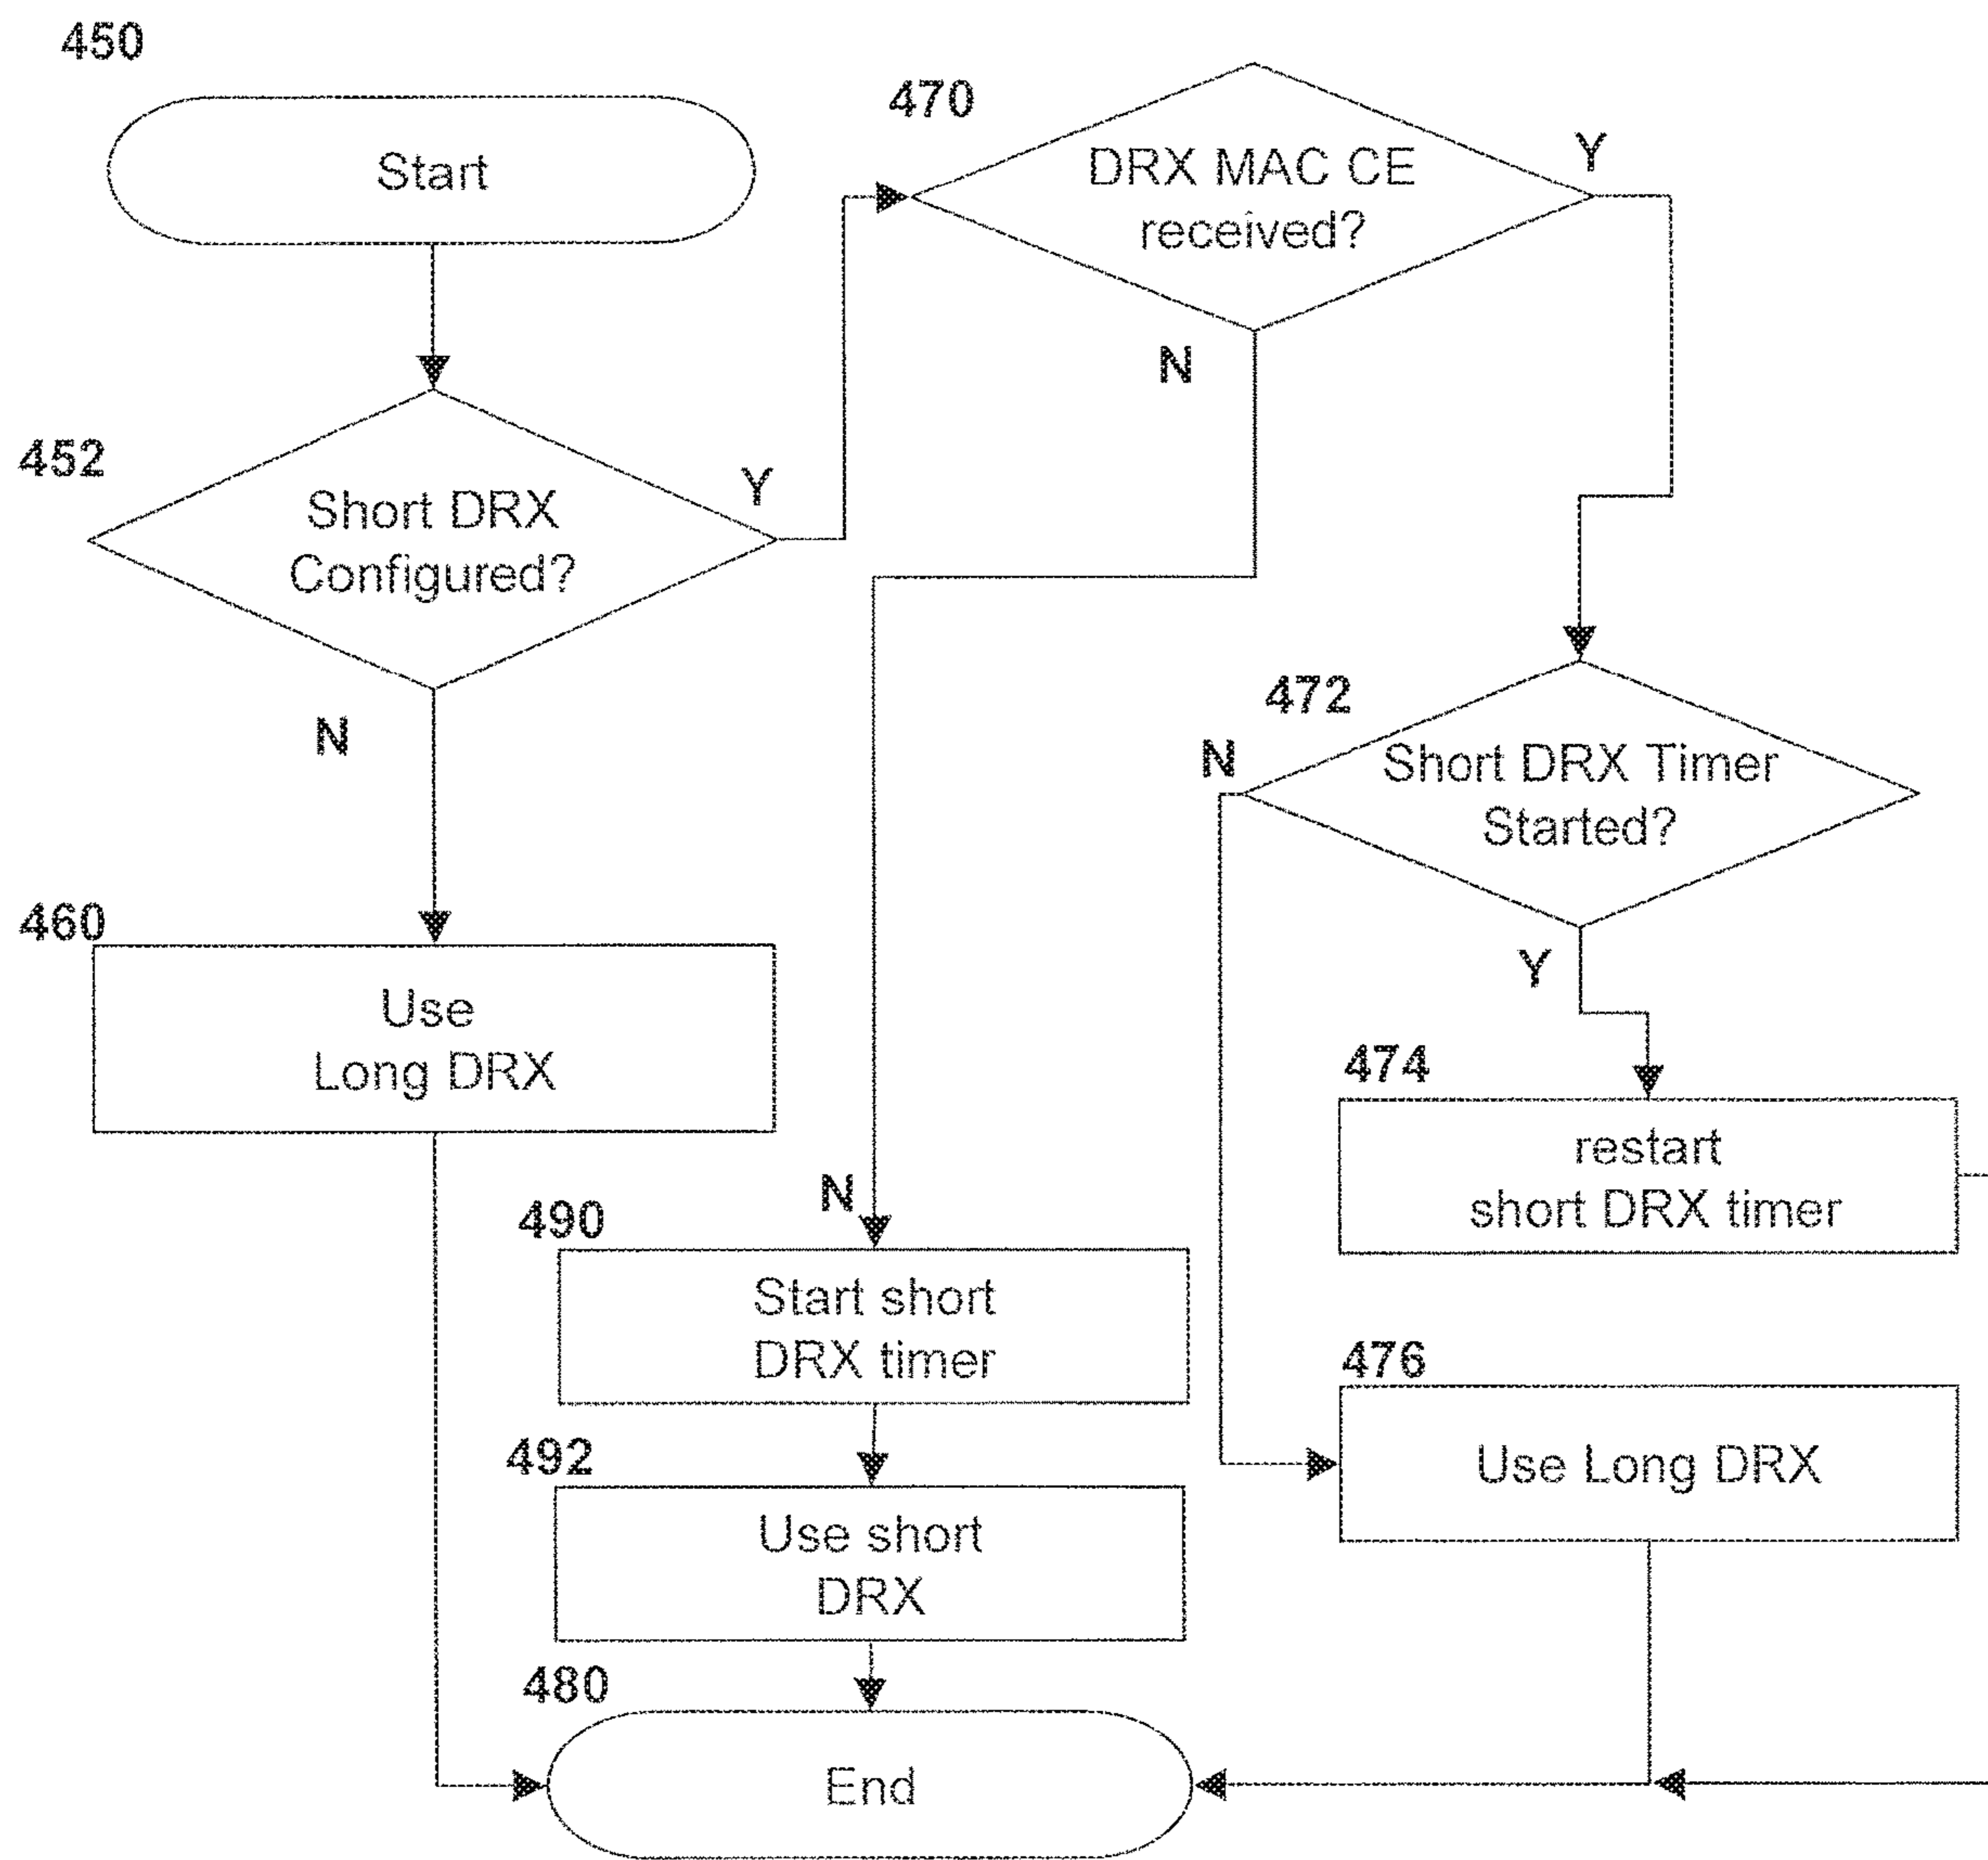 450
Start
452
Short DRX
Configured?
Y
N
460
Use
Long DRX
470
DRX MAC CE
received?
Y
N
472
Short DRX Timer
Started?
N
Y
474
restart
short DRX timer
476
Use Long DRX
N
490
Start short
DRX timer
492
Use short
DRX
480
End